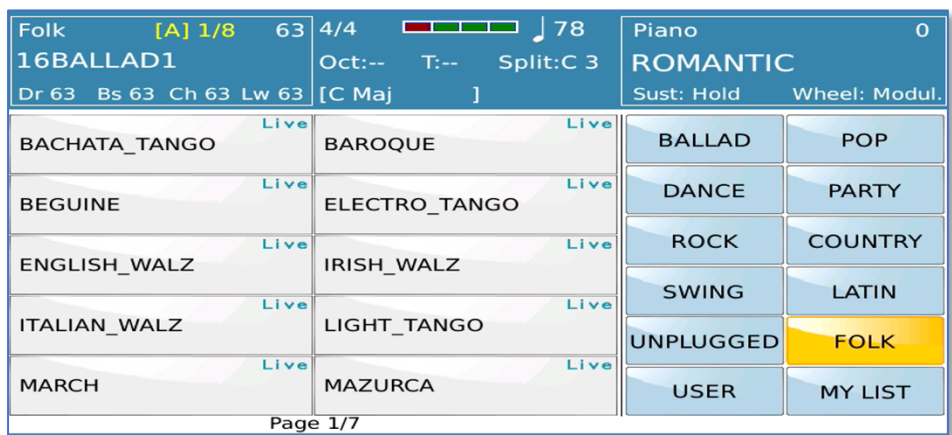 Folk [A] 1/8 63
16BALLAD1
Dr 63 Bs 63 Ch 63 Lw 63
4/4 78
Oct:-- T:-- Split:C 3
[C Maj ]
Piano 0
ROMANTIC
Sust: Hold Wheel: Modul.
Live Live
BACHATA_TANGO BAROQUE
Live Live
BEGUINE ELECTRO_TANGO
Live Live
ENGLISH_WALZ IRISH_WALZ
Live Live
ITALIAN_WALZ LIGHT_TANGO
Live Live
MARCH MAZURCA
Page 1/7
BALLAD POP
DANCE PARTY
ROCK COUNTRY
SWING LATIN
UNPLUGGED FOLK
USER MY LIST